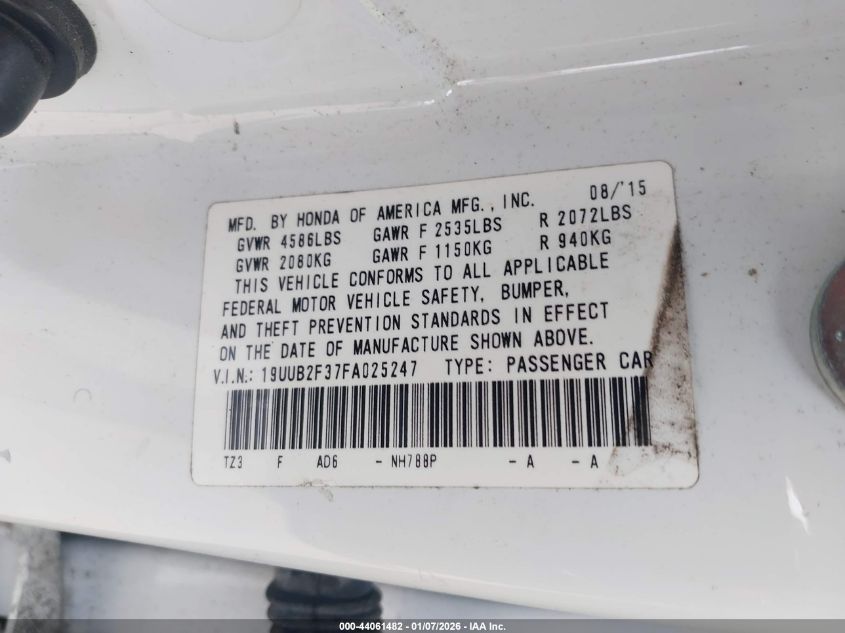 MFD. BY HONDA OF AMERICA MFG., INC. 08/'15
GVWR 4586LBS GAWR F 2535LBS R 2072LBS
GVWR 2080KG GAWR F 1150KG R 940KG
THIS VEHICLE CONFORMS TO ALL APPLICABLE
FEDERAL MOTOR VEHICLE SAFETY, BUMPER,
AND THEFT PREVENTION STANDARDS IN EFFECT
ON THE DATE OF MANUFACTURE SHOWN ABOVE.
V.I.N.: 19UUB2F37FA025247 TYPE: PASSENGER CAR
TZ3 F AD6 - NH788P - A - A
000-44061482 - 01/07/2026 - IAA Inc.